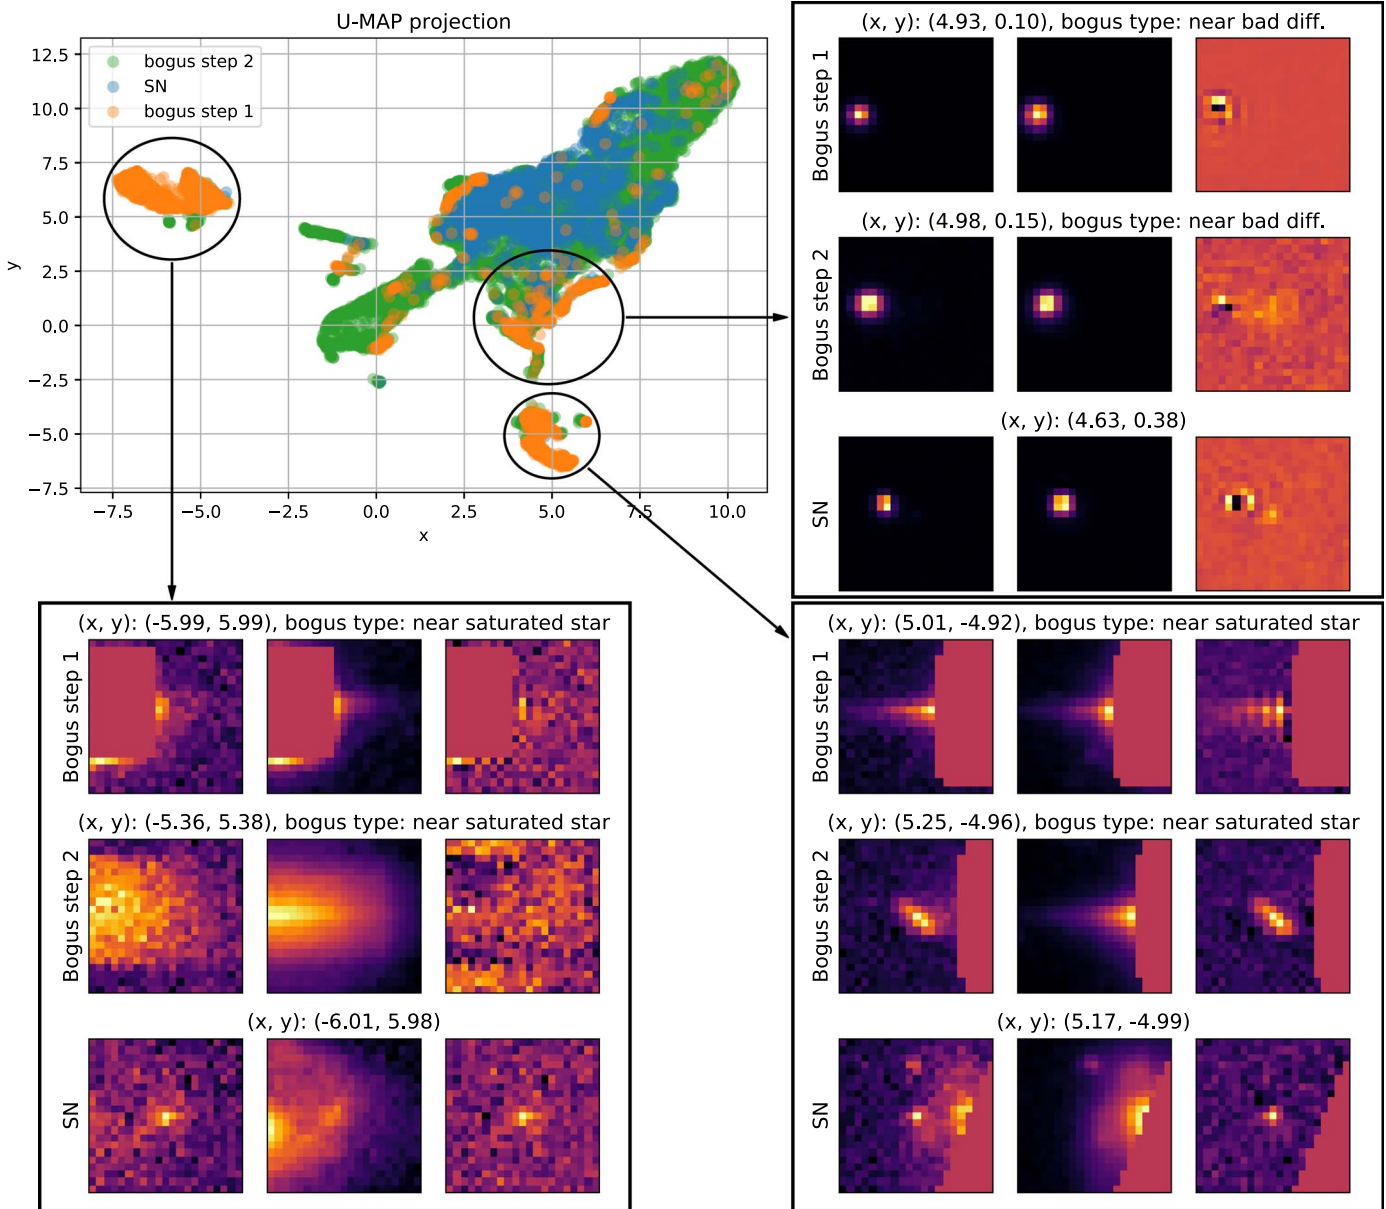 U-MAP projection
bogus step 2
SN
bogus step 1
12.5
10.0
7.5
5.0
2.5
0.0
−2.5
−5.0
−7.5
y
−7.5 −5.0 −2.5 0.0 2.5 5.0 7.5 10.0
x
(x, y): (4.93, 0.10), bogus type: near bad diff.
Bogus step 1
(x, y): (4.98, 0.15), bogus type: near bad diff.
Bogus step 2
(x, y): (4.63, 0.38)
SN
(x, y): (-5.99, 5.99), bogus type: near saturated star
Bogus step 1
(x, y): (-5.36, 5.38), bogus type: near saturated star
Bogus step 2
(x, y): (-6.01, 5.98)
SN
(x, y): (5.01, -4.92), bogus type: near saturated star
Bogus step 1
(x, y): (5.25, -4.96), bogus type: near saturated star
Bogus step 2
(x, y): (5.17, -4.99)
SN